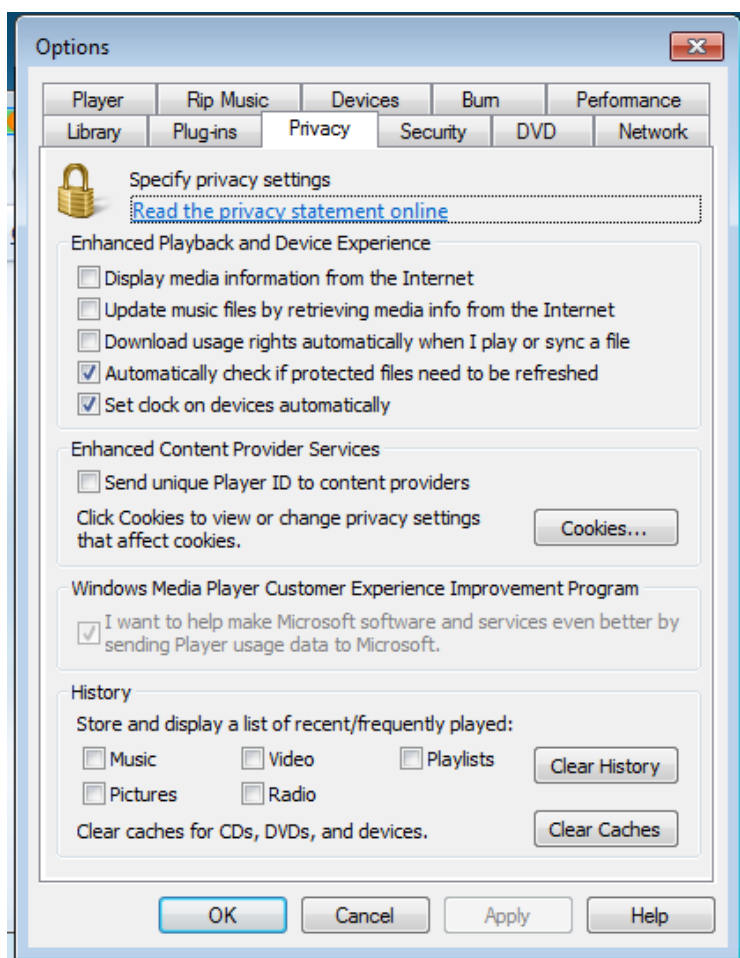 Options
Player Rip Music Devices Burn Performance
Library Plug-ins Privacy Security DVD Network
Specify privacy settings
Read the privacy statement online
Enhanced Playback and Device Experience
Display media information from the Internet
Update music files by retrieving media info from the Internet
Download usage rights automatically when I play or sync a file
Automatically check if protected files need to be refreshed
Set clock on devices automatically
Enhanced Content Provider Services
Send unique Player ID to content providers
Click Cookies to view or change privacy settings
that affect cookies.
Cookies...
Windows Media Player Customer Experience Improvement Program
I want to help make Microsoft software and services even better by
sending Player usage data to Microsoft.
History
Store and display a list of recent/frequently played:
Music Video Playlists
Clear History
Pictures Radio
Clear caches for CDs, DVDs, and devices.
Clear Caches
OK Cancel Apply Help